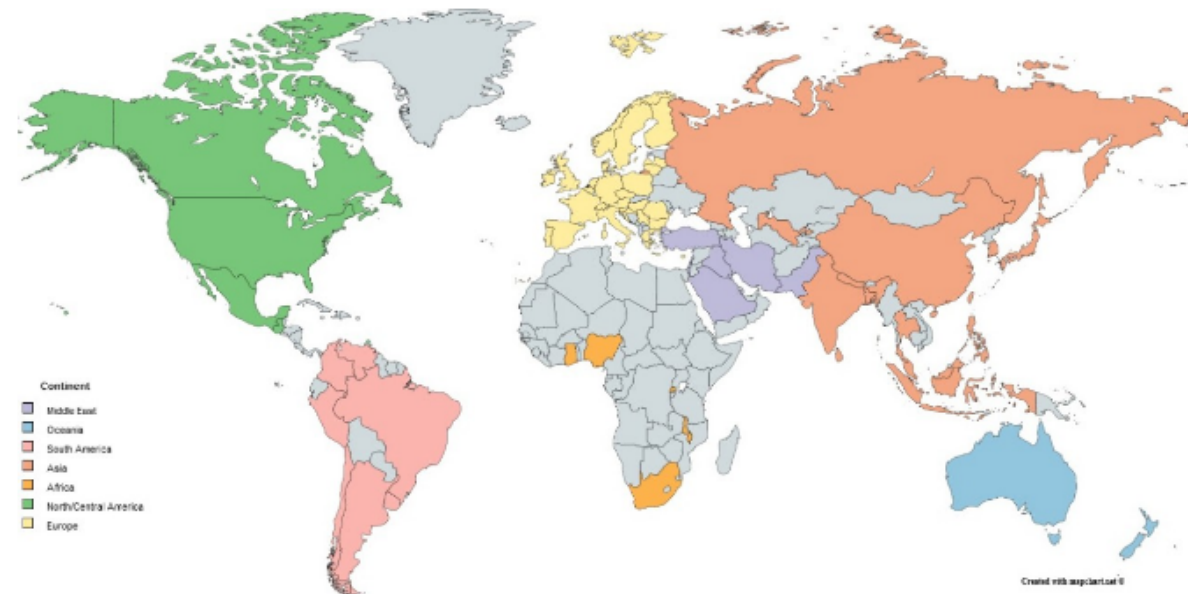 Continent
Middle East
Oceania
South America
Asia
Africa
North/Central America
Europe
Created with mapchart.net ©